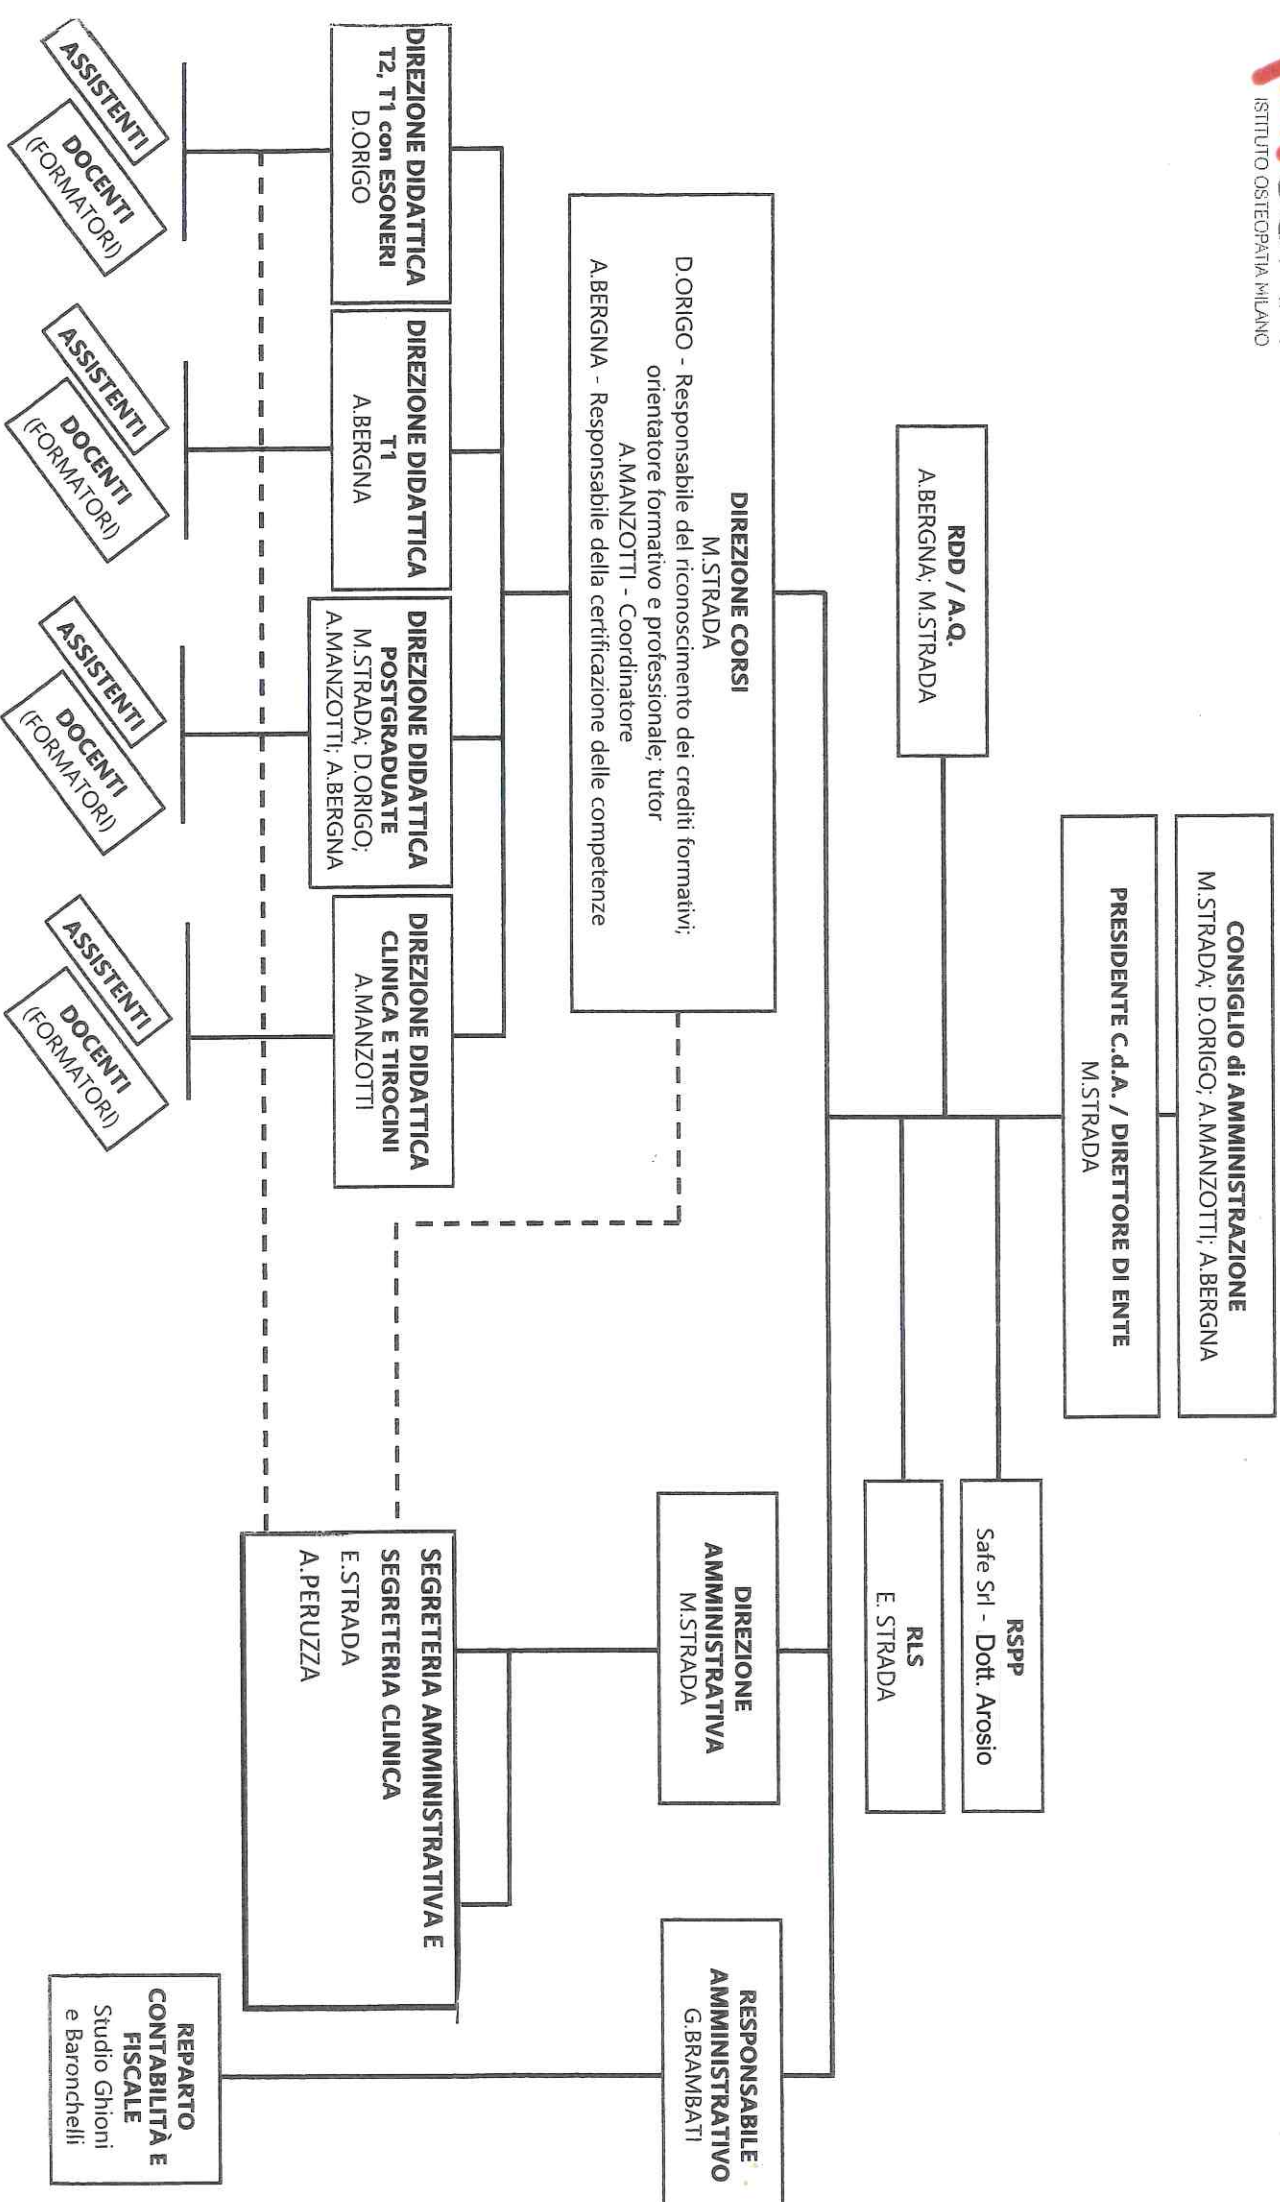 ISTITUTO OSTEOPATIA MILANO
CONSIGLIO di AMMINISTRAZIONE
M.STRADA; D.ORIGO; A.MANZOTTI; A.BERGNA
PRESIDENTE C.d.A. / DIRETTORE DI ENTE
M.STRADA
RDD / A.Q.
A.BERGNA; M.STRADA
RSPP
Safe Srl - Dott. Arosio
RLS
E. STRADA
DIREZIONE CORSI
M.STRADA
D.ORIGO - Responsabile del riconoscimento dei crediti formativi;
orientatore formativo e professionale; tutor
A.MANZOTTI - Coordinatore
A.BERGNA - Responsabile della certificazione delle competenze
DIREZIONE
AMMINISTRATIVA
M.STRADA
RESPONSABILE
AMMINISTRATIVO
G.BRAMBATI
DIREZIONE DIDATTICA
T2, T1 con ESONERI
D.ORIGO
DIREZIONE DIDATTICA
T1
A.BERGNA
DIREZIONE DIDATTICA
POSTGRADUATE
M.STRADA; D.ORIGO;
A.MANZOTTI; A.BERGNA
DIREZIONE DIDATTICA
CLINICA E TIROCINI
A.MANZOTTI
SEGRETERIA AMMINISTRATIVA E
SEGRETERIA CLINICA
E.STRADA
A.PERUZZA
ASSISTENTI
DOCENTI
(FORMATORI)
ASSISTENTI
DOCENTI
(FORMATORI)
ASSISTENTI
DOCENTI
(FORMATORI)
ASSISTENTI
DOCENTI
(FORMATORI)
REPARTO
CONTABILITÀ E
FISCALE
Studio Ghioni
e Baronchelli